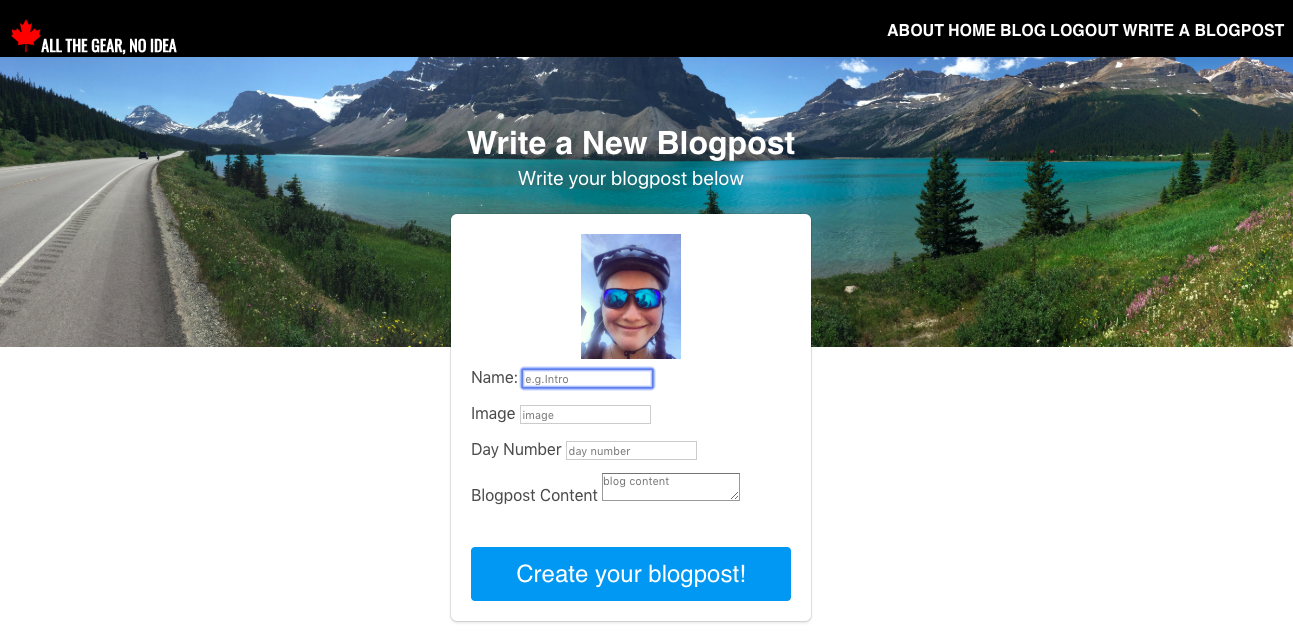 ALL THE GEAR, NO IDEA
ABOUT HOME BLOG LOGOUT WRITE A BLOGPOST
Write a New Blogpost
Write your blogpost below
Name: e.g.Intro
Image image
Day Number day number
Blogpost Content blog content
Create your blogpost!